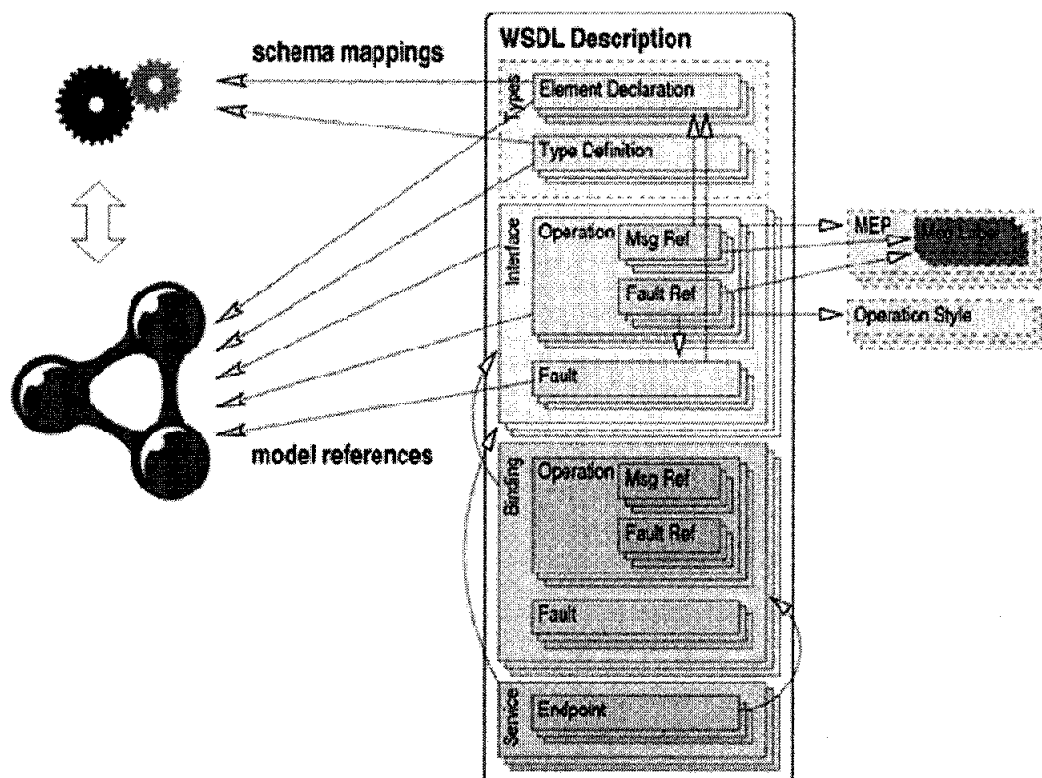 WSDL Description
schema mappings
Types
Element Declaration
Type Definition
Interface
Operation
Msg Ref
Fault Ref
Fault
MEP
Operation Style
model references
Binding
Operation
Msg Ref
Fault Ref
Fault
Service
Endpoint